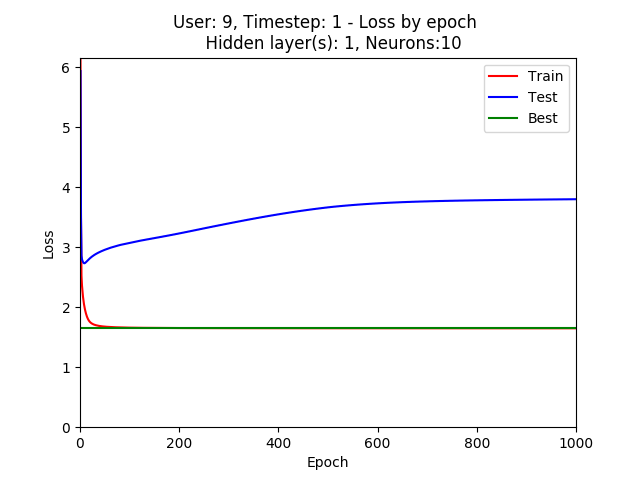 User: 9, Timestep: 1 - Loss by epoch
Hidden layer(s): 1, Neurons:10
6
5
4
3
2
1
0
Loss
Train
Test
Best
0 200 400 600 800 1000
Epoch